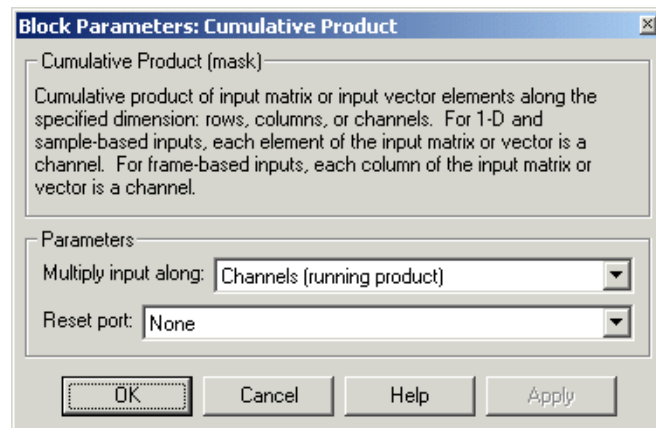 Block Parameters: Cumulative Product
Cumulative Product (mask)
Cumulative product of input matrix or input vector elements along the
specified dimension: rows, columns, or channels.  For 1-D and
sample-based inputs, each element of the input matrix or vector is a
channel.  For frame-based inputs, each column of the input matrix or
vector is a channel.
Parameters
Multiply input along: Channels (running product)
Reset port: None
OK Cancel Help Apply